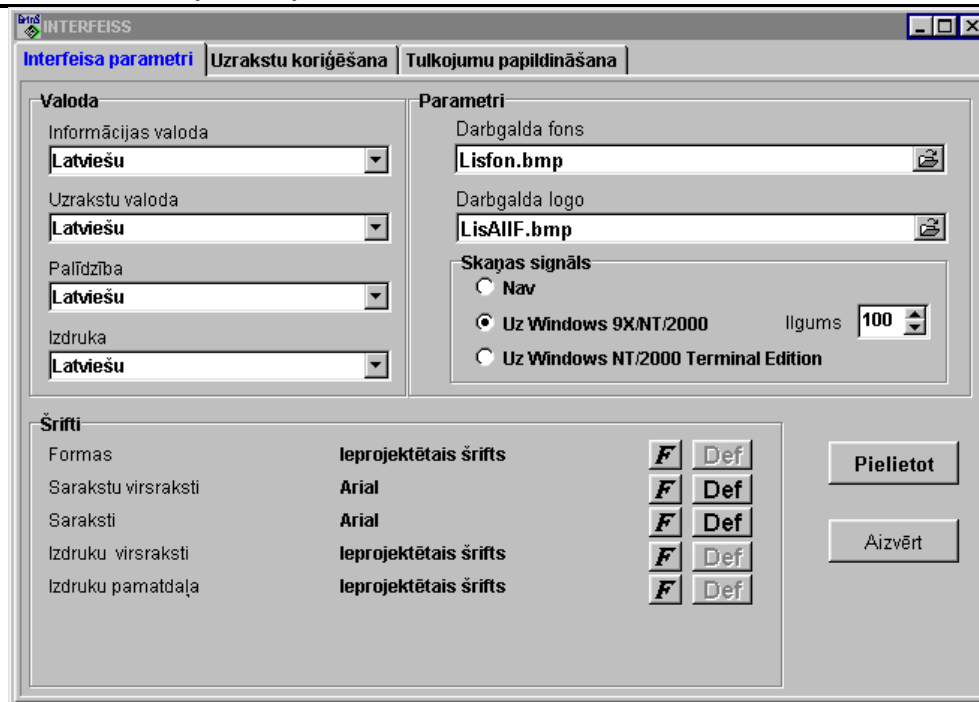 INTERFEISS
Interfeisa parametri Uzrakstu koriģēšana Tulkojumu papildināšana
Valoda
Informācijas valoda
Latviešu
Uzrakstu valoda
Latviešu
Palīdzība
Latviešu
Izdruka
Latviešu
Parametri
Darbgalda fons
Lisfon.bmp
Darbgalda logo
LisAllF.bmp
Skaņas signāls
Nav
Uz Windows 9X/NT/2000 Ilgums 100
Uz Windows NT/2000 Terminal Edition
Šrifti
Formas Ieprojektētais šrifts F Def
Sarakstu virsraksti Arial F Def
Saraksti Arial F Def
Izdruku virsraksti Ieprojektētais šrifts F Def
Izdruku pamatdaļa Ieprojektētais šrifts F Def
Pielietot
Aizvērt